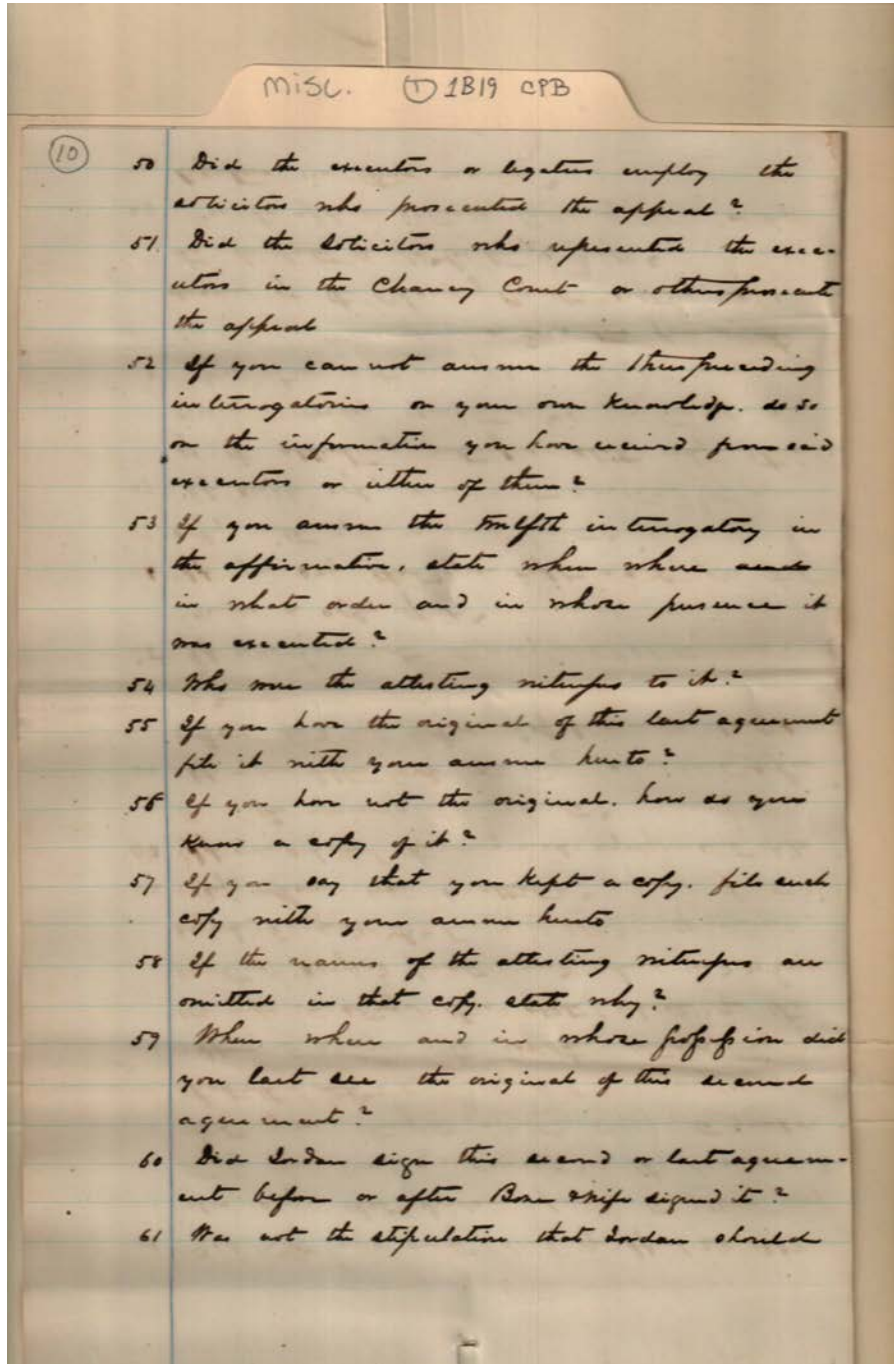 Misc. ① 1B19 CPB
10
50 Did the executors or legatees employ the
solicitors who prosecuted the appeal?
51 Did the Solicitors who represented the exec-
utors in the Chancy Court or others prosecute
the appeal
52 If you can not answer the three preceding
interrogatories on your own knowledge. do so
on the information you have received from said
executors or either of them?
53 If you answer the twelfth interrogatory in
the affirmative, state when where and
in what order and in whose presence it
was executed?
54 Who were the attesting witnesses to it?
55 If you have the original of this last agreement
file it with your answer hereto?
56 If you have not the original. how do you
know a copy of it?
57 If you say that you kept a copy. file such
copy with your answer hereto
58 If the names of the attesting witnesses are
omitted in that copy. state why?
59 When where and in whose possession did
you last see the original of this second
agreement?
60 Did Jordan sign this second or last agreem-
ent before or after Bone & wife signed it?
61 Was not the stipulation that Jordan should